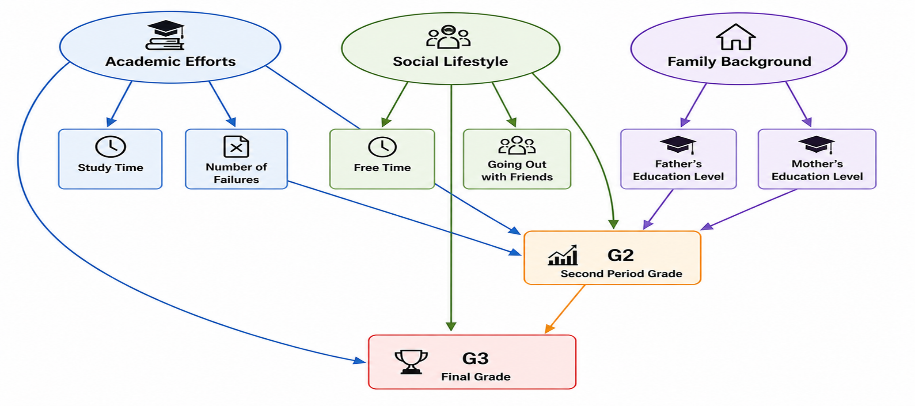 Academic Efforts
Social Lifestyle
Family Background
Study Time
Number of
Failures
Free Time
Going Out
with Friends
Father's
Education Level
Mother's
Education Level
G2
Second Period Grade
G3
Final Grade